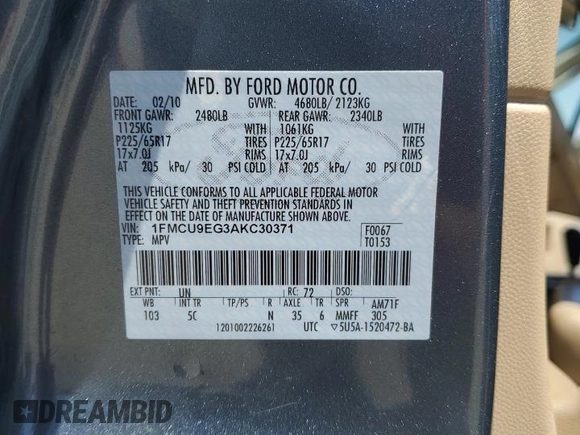 MFD. BY FORD MOTOR CO.
DATE: 02/10 GVWR: 4680LB/ 2123KG
FRONT GAWR: 2480LB REAR GAWR: 2340LB
1125KG WITH 1061KG WITH
P225/65R17 TIRES P225/65R17 TIRES
17x7.0J RIMS 17x7.0J RIMS
AT 205 kPa/ 30 PSI COLD AT 205 kPa/ 30 PSI COLD
THIS VEHICLE CONFORMS TO ALL APPLICABLE FEDERAL MOTOR
VEHICLE SAFETY AND THEFT PREVENTION STANDARDS IN
EFFECT ON THE DATE OF MANUFACTURE SHOWN ABOVE.
VIN: 1FMCU9EG3AKC30371 F0067
TYPE: MPV T0153
EXT PNT: UN RC: 72 DSO:
WB INT TR TP/PS R AXLE TR SPR AM71F
103 5C N 35 6 MMFF 305
1201002226261 UTC ▽5U5A-1520472-BA
DREAMBID